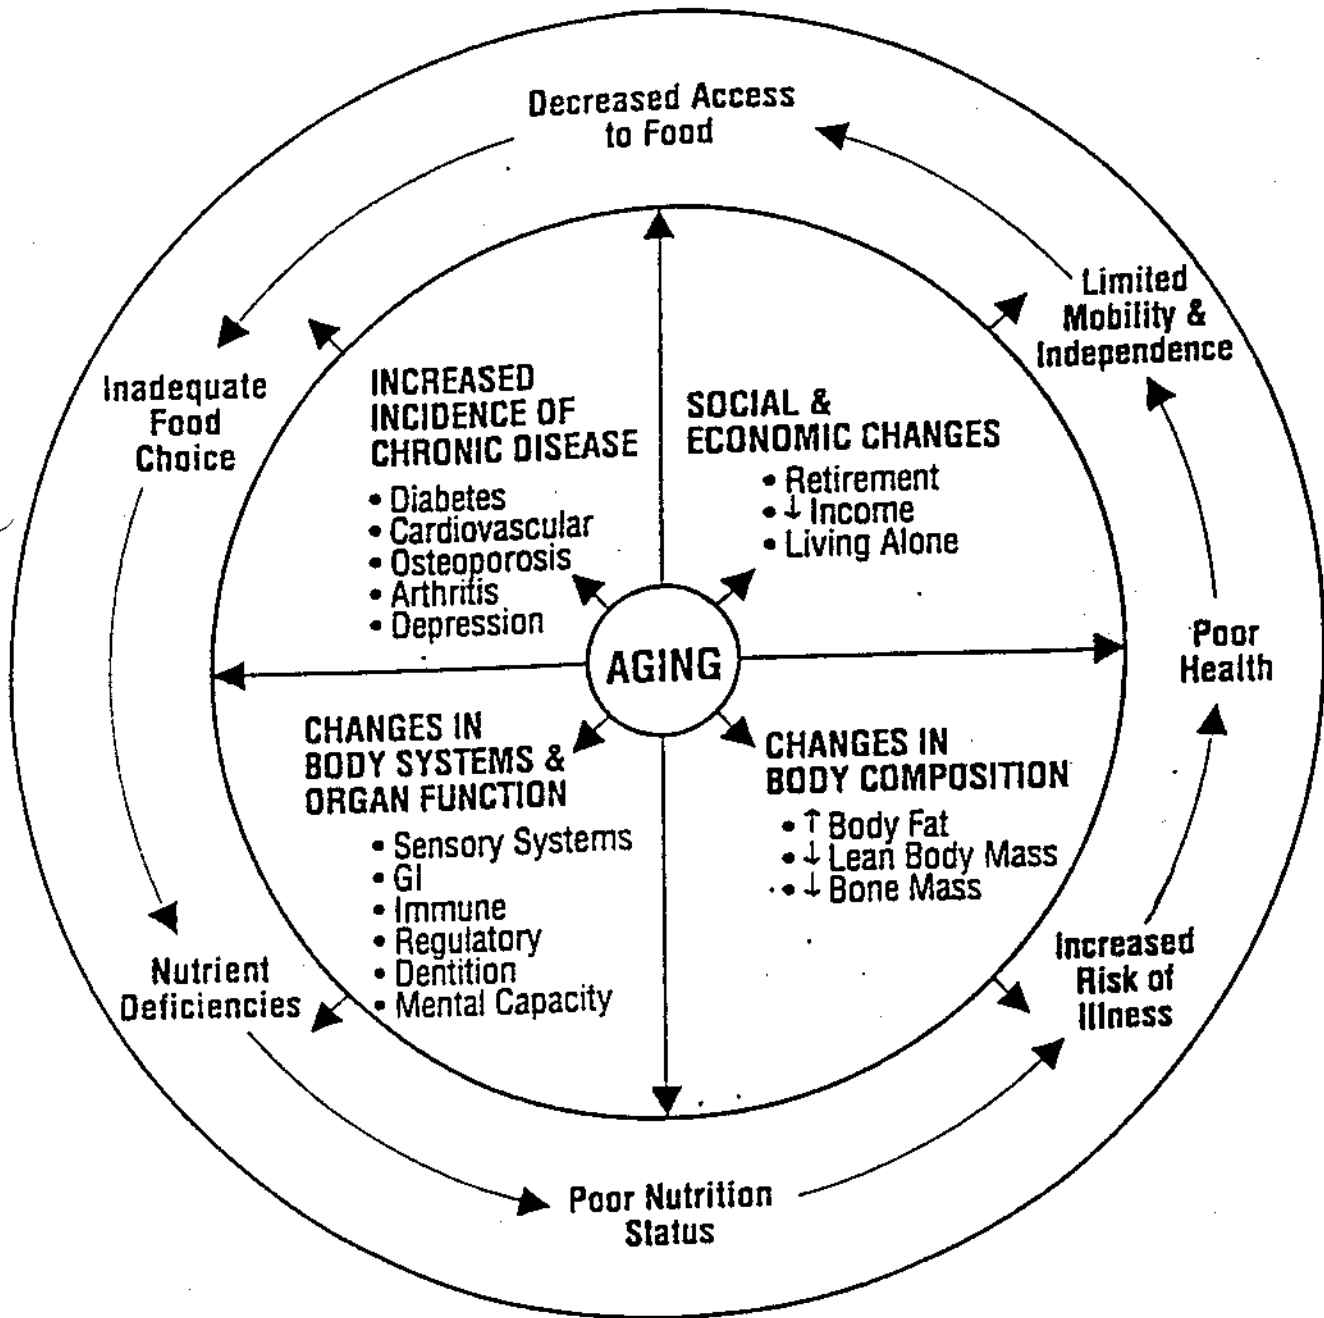 Decreased Access
to Food
Limited
Mobility &
Independence
Inadequate
Food
Choice
INCREASED
INCIDENCE OF
CHRONIC DISEASE
• Diabetes
• Cardiovascular
• Osteoporosis
• Arthritis
• Depression
SOCIAL &
ECONOMIC CHANGES
• Retirement
• ↓ Income
• Living Alone
AGING
Poor
Health
CHANGES IN
BODY SYSTEMS &
ORGAN FUNCTION
• Sensory Systems
• GI
• Immune
• Regulatory
• Dentition
• Mental Capacity
CHANGES IN
BODY COMPOSITION
• ↑ Body Fat
• ↓ Lean Body Mass
• ↓ Bone Mass
Nutrient
Deficiencies
Increased
Risk of
Illness
Poor Nutrition
Status